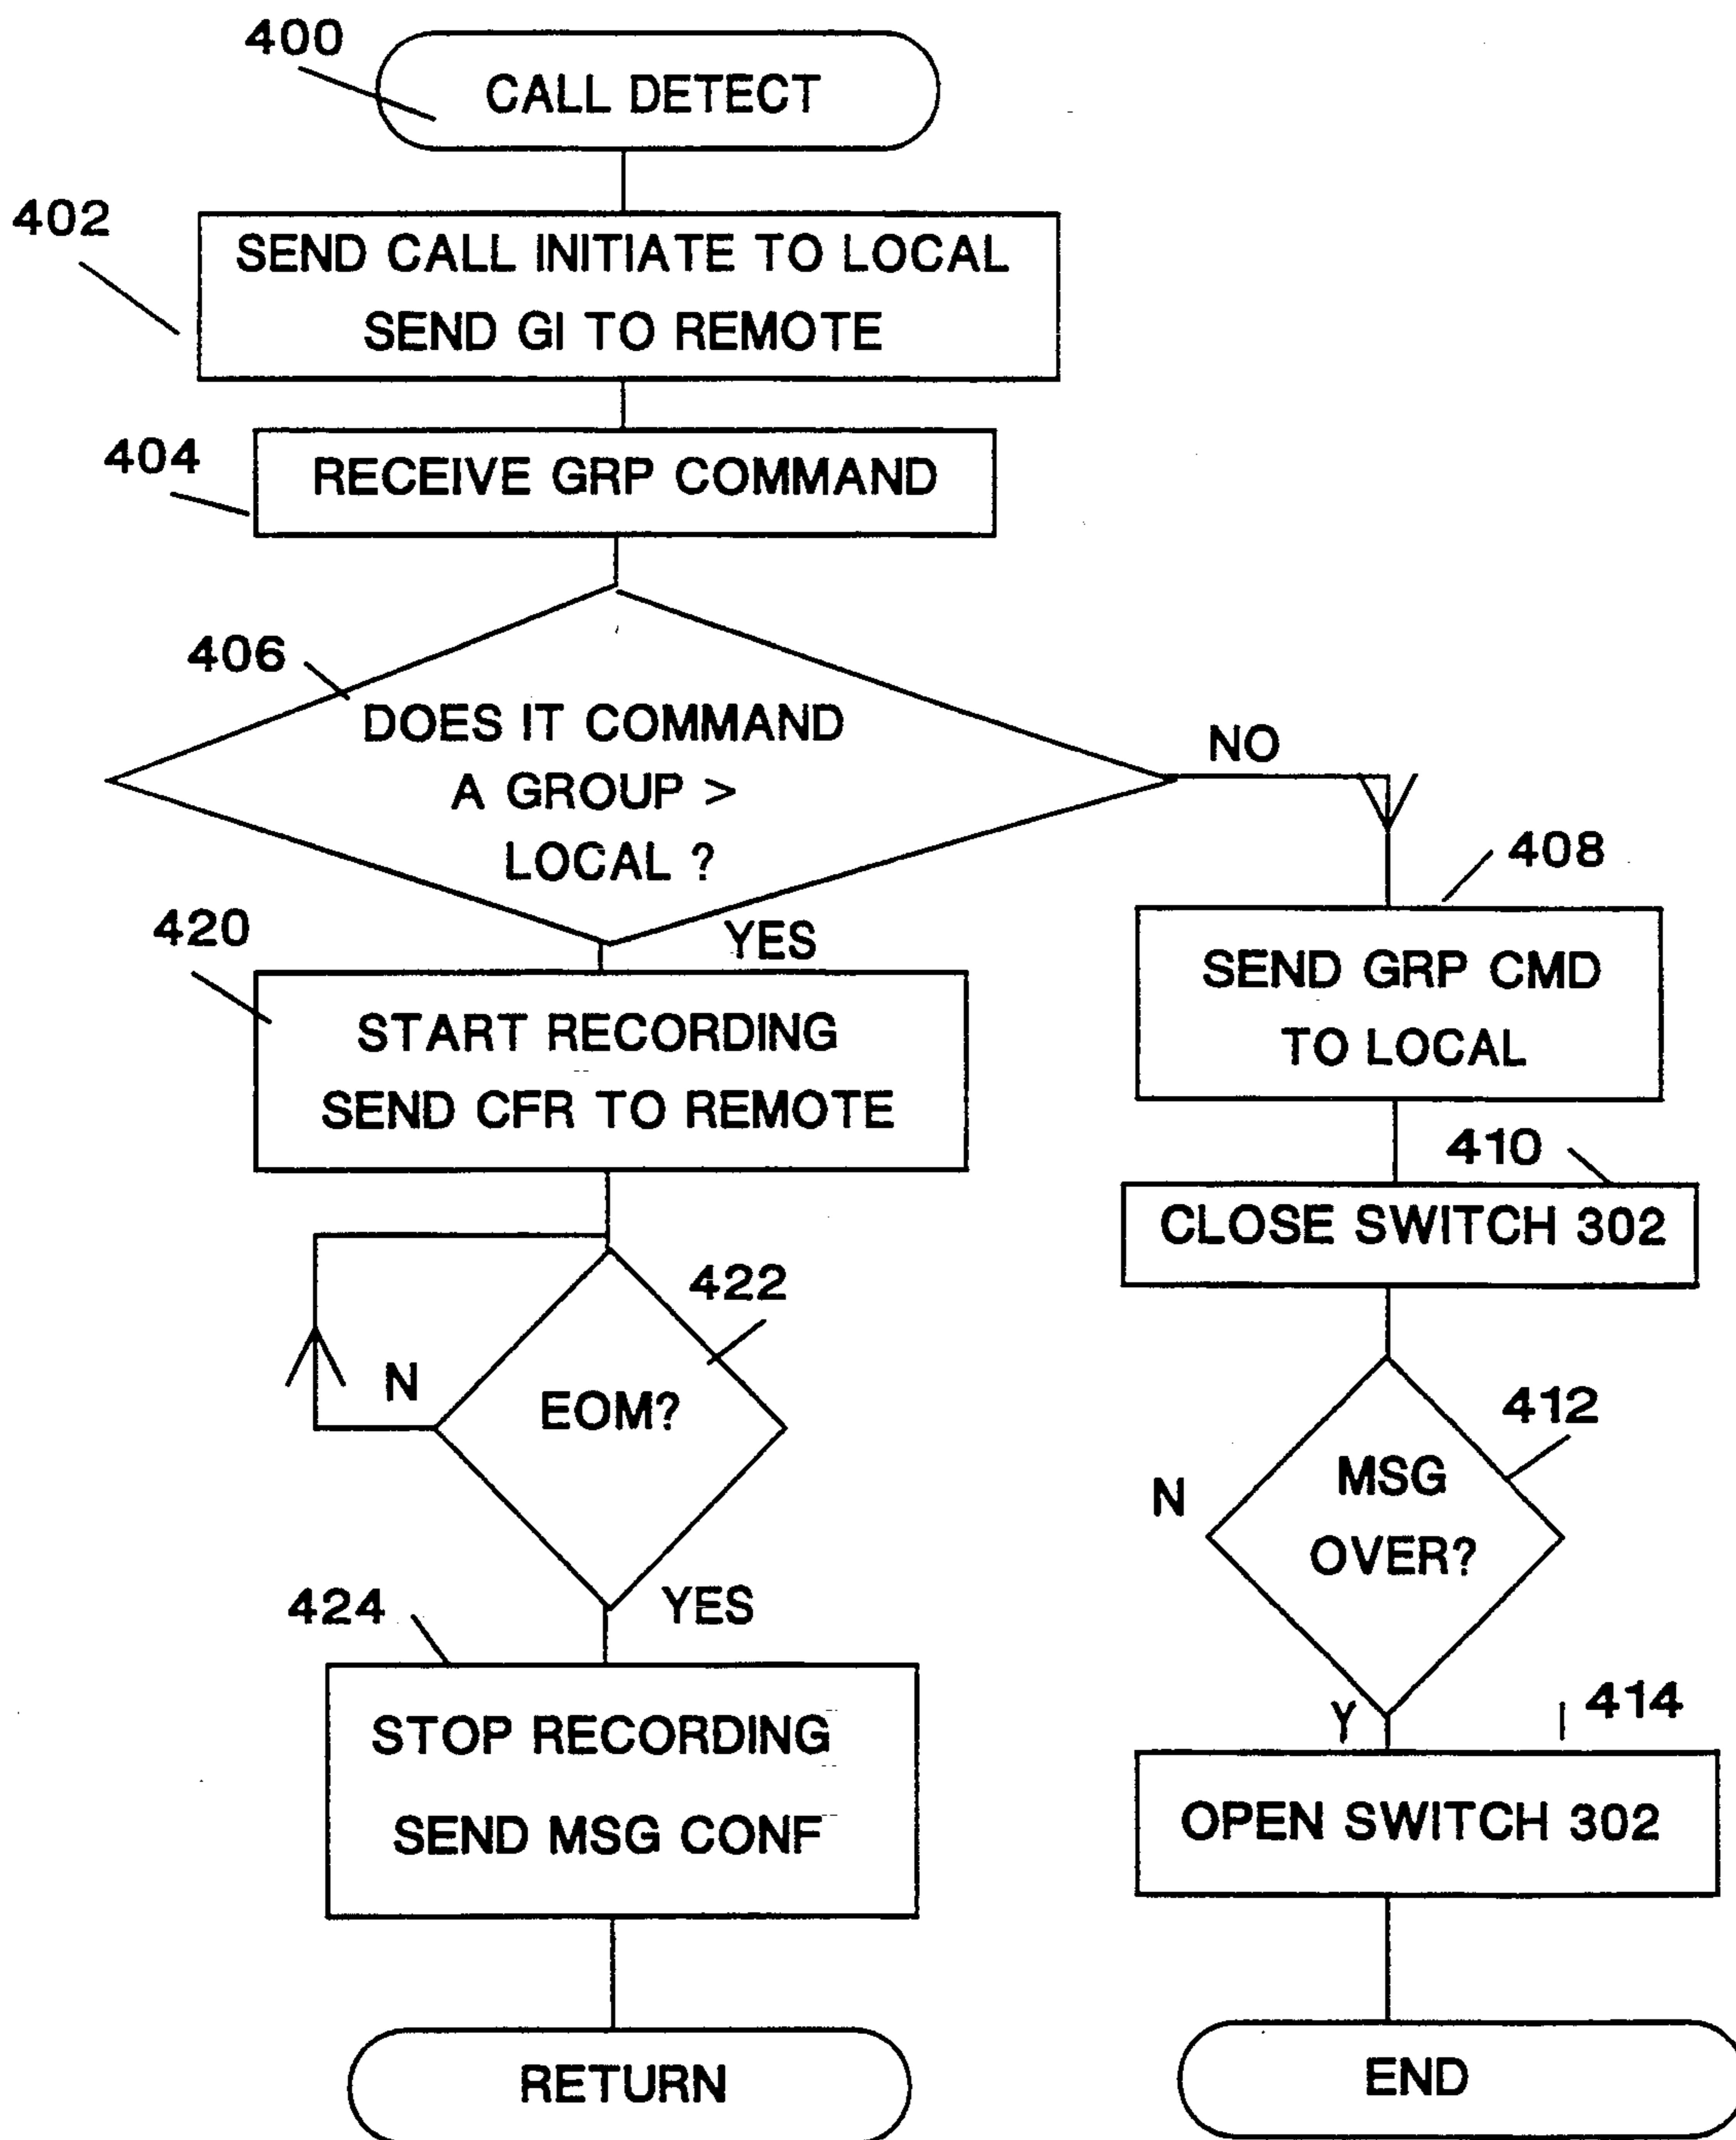 400
CALL DETECT
402
SEND CALL INITIATE TO LOCAL
SEND GI TO REMOTE
404
RECEIVE GRP COMMAND
406
DOES IT COMMAND
A GROUP >
LOCAL ?
NO
YES
408
SEND GRP CMD
TO LOCAL
420
START RECORDING
SEND CFR TO REMOTE
410
CLOSE SWITCH 302
422
EOM?
N
YES
412
MSG
OVER?
N
Y
424
STOP RECORDING
SEND MSG CONF
414
OPEN SWITCH 302
RETURN
END